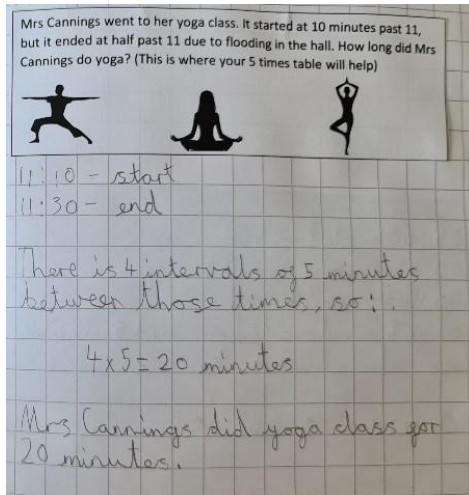 Mrs Cannings went to her yoga class. It started at 10 minutes past 11,
but it ended at half past 11 due to flooding in the hall. How long did Mrs
Cannings do yoga? (This is where your 5 times table will help)
11:10 - start
11:30 - end
There is 4 intervals of 5 minutes
between those times, so:
4x5=20 minutes
Mrs Cannings did yoga class for
20 minutes.